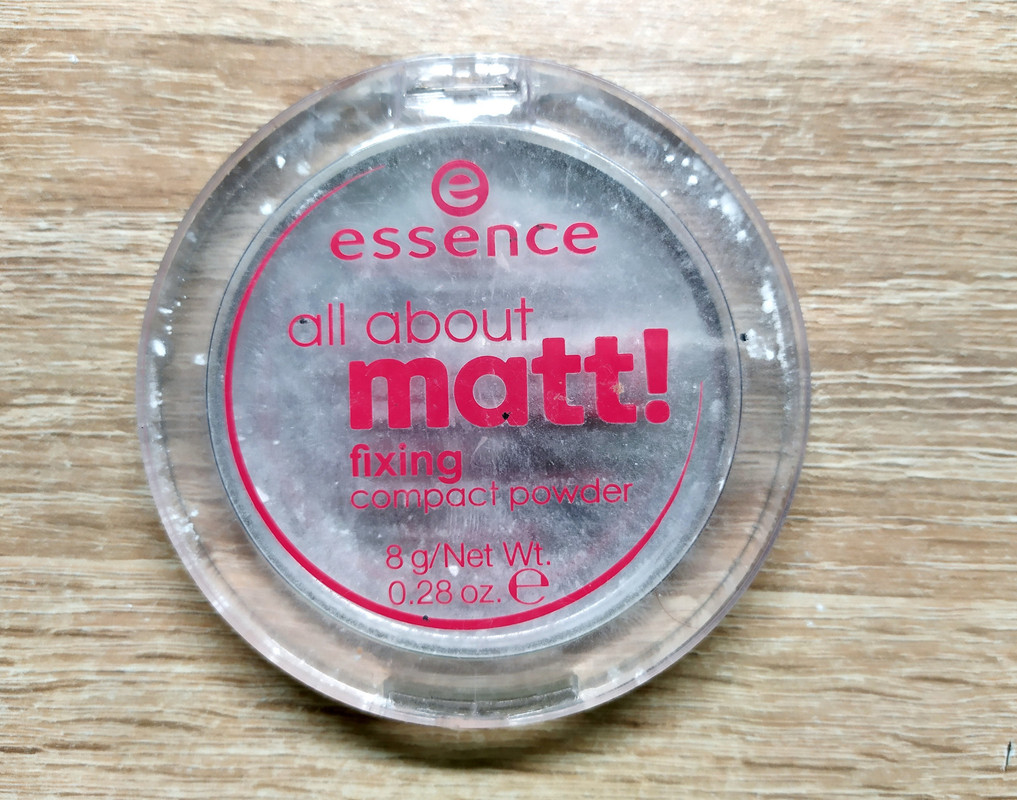 e
essence
all about
matt!
fixing
compact powder
8 g/Net Wt.
0.28 oz. ℮